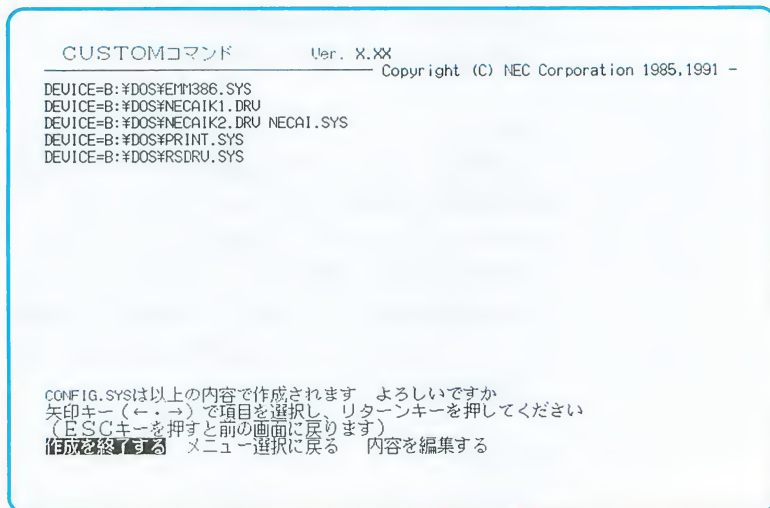 CUSTOMコマンド Ver. X.XX
Copyright (C) NEC Corporation 1985,1991 -
DEVICE=B:¥DOS¥EMM386.SYS
DEVICE=B:¥DOS¥NECAIK1.DRV
DEVICE=B:¥DOS¥NECAIK2.DRV NECAI.SYS
DEVICE=B:¥DOS¥PRINT.SYS
DEVICE=B:¥DOS¥RSDRV.SYS
CONFIG.SYSは以上の内容で作成されます よろしいですか
矢印キー(←・→)で項目を選択し、リターンキーを押してください
(ESCキーを押すと前の画面に戻ります)
作成を終了する メニュー選択に戻る 内容を編集する